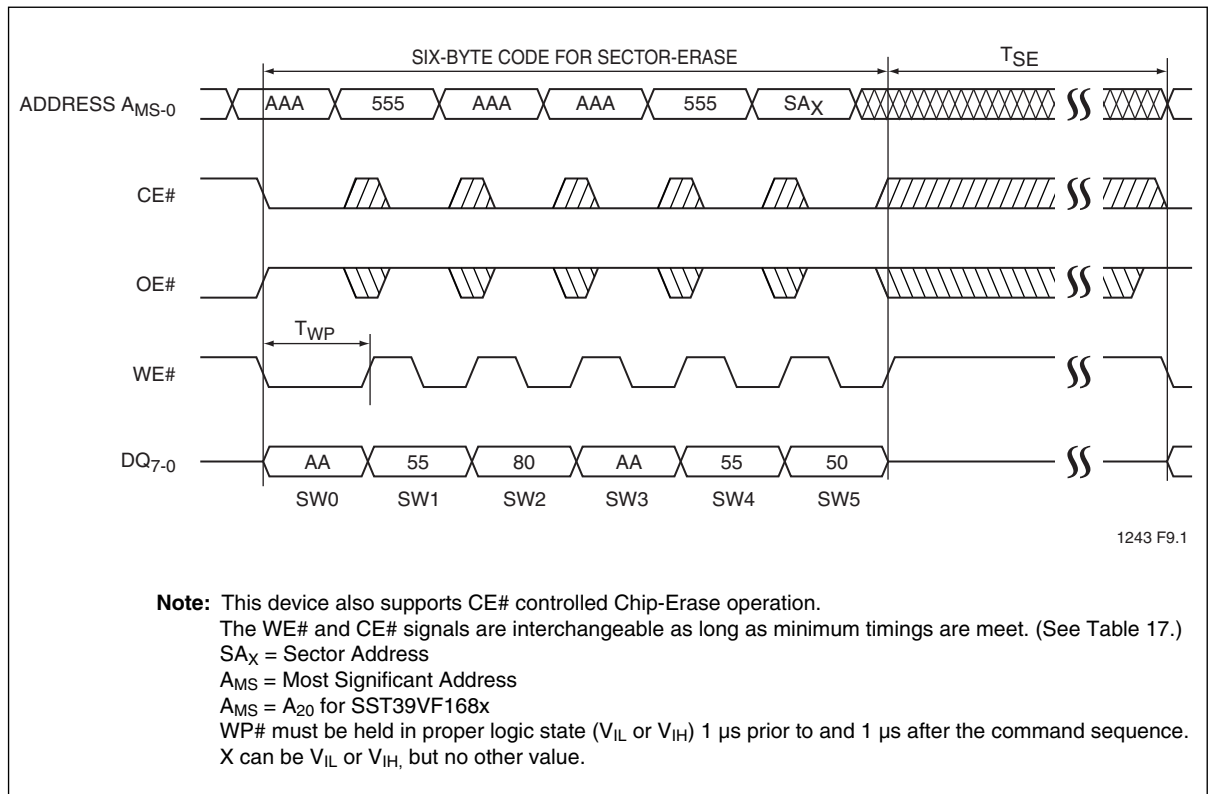 SIX-BYTE CODE FOR SECTOR-ERASE
TSE
ADDRESS AMS-0
AAA 555 AAA AAA 555 SAX
CE#
OE#
TWP
WE#
DQ7-0
AA 55 80 AA 55 50
SW0 SW1 SW2 SW3 SW4 SW5
1243 F9.1
Note: This device also supports CE# controlled Chip-Erase operation.
The WE# and CE# signals are interchangeable as long as minimum timings are meet. (See Table 17.)
SAX = Sector Address
AMS = Most Significant Address
AMS = A20 for SST39VF168x
WP# must be held in proper logic state (VIL or VIH) 1 µs prior to and 1 µs after the command sequence.
X can be VIL or VIH, but no other value.